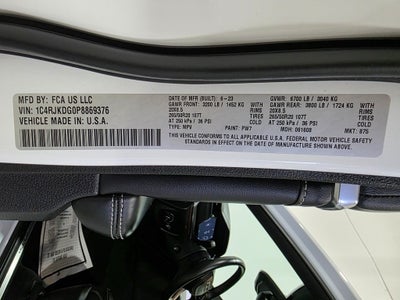 MFD BY: FCA US LLC
VIN: 1C4RJKDG0P8869376
VEHICLE MADE IN: U.S.A.
DATE OF MFR (BUILT): 6-23
GAWR FRONT: 3200 LB / 1452 KG
20X8.5
265/50R20 107T
AT 250 kPa / 36 PSI COLD
TYPE: MPV PAINT: PW7
GVWR: 6700 LB / 3040 KG
GAWR REAR: 3800 LB / 1724 KG
20X8.5
265/50R20 107T
AT 250 kPa / 36 PSI COLD
MDH: 061608 MKT: 875
THIS VEHICLE CONFORMS TO ALL APPLICABLE U.S.A. FEDERAL MOTOR VEHICLE SAFETY
STANDARDS IN EFFECT ON THE DATE OF MANUFACTURE SHOWN ABOVE.